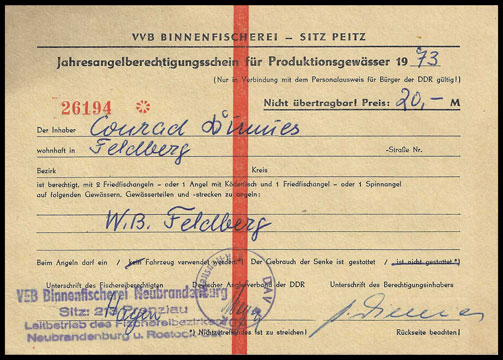 VVB BINNENFISCHEREI – SITZ PEITZ
Jahresangelberechtigungsschein für Produktionsgewässer 1973
(Nur in Verbindung mit dem Personalausweis für Bürger der DDR gültig!)
26194
Nicht übertragbar! Preis: 20,- M
Der Inhaber Conrad
wohnhaft in Feldberg -Straße Nr.
Bezirk Kreis
ist berechtigt, mit 2 Friedfischangeln – oder 1 Angel mit Ködertisch und 1 Friedfischangel – oder 1 Spinnangel
auf folgenden Gewässern, Gewässerteilen und -strecken zu angeln:
W.B. Feldberg
Beim Angeln darf ein / kein Fahrzeug verwendet werden*). Der Gebrauch der Senke ist gestattet / ist nicht gestattet*)
Unterschrift des Fischereiberechtigten Deutscher Anglerverband der DDR Unterschrift des Berechtigungsinhabers
DAV
VEB Binnenfischerei Neubrandenburg
Sitz: Prenzlau
Leitbetrieb des Fischereibezirkes
Neubrandenburg u. Rostock
*) Nichtzutreffendes ist zu streichen! Rückseite beachten!